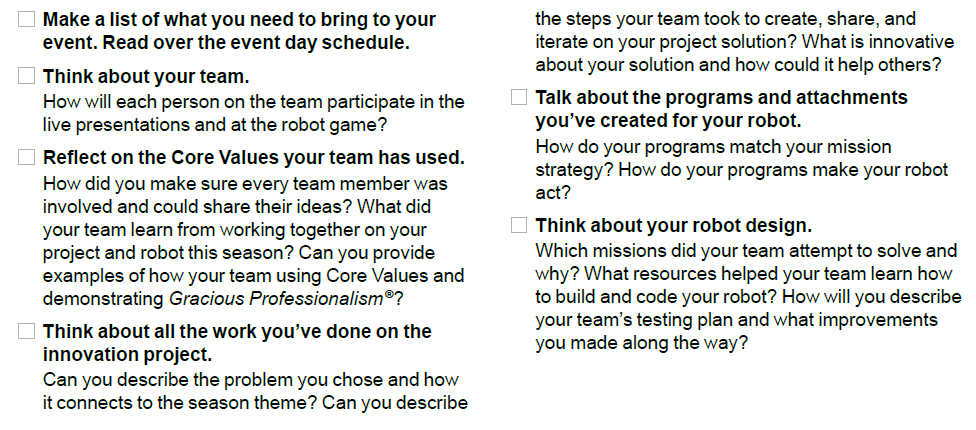 Make a list of what you need to bring to your
event. Read over the event day schedule.
Think about your team.
How will each person on the team participate in the
live presentations and at the robot game?
Reflect on the Core Values your team has used.
How did you make sure every team member was
involved and could share their ideas? What did
your team learn from working together on your
project and robot this season? Can you provide
examples of how your team using Core Values and
demonstrating Gracious Professionalism®?
Think about all the work you’ve done on the
innovation project.
Can you describe the problem you chose and how
it connects to the season theme? Can you describe
the steps your team took to create, share, and
iterate on your project solution? What is innovative
about your solution and how could it help others?
Talk about the programs and attachments
you’ve created for your robot.
How do your programs match your mission
strategy? How do your programs make your robot
act?
Think about your robot design.
Which missions did your team attempt to solve and
why? What resources helped your team learn how
to build and code your robot? How will you describe
your team’s testing plan and what improvements
you made along the way?